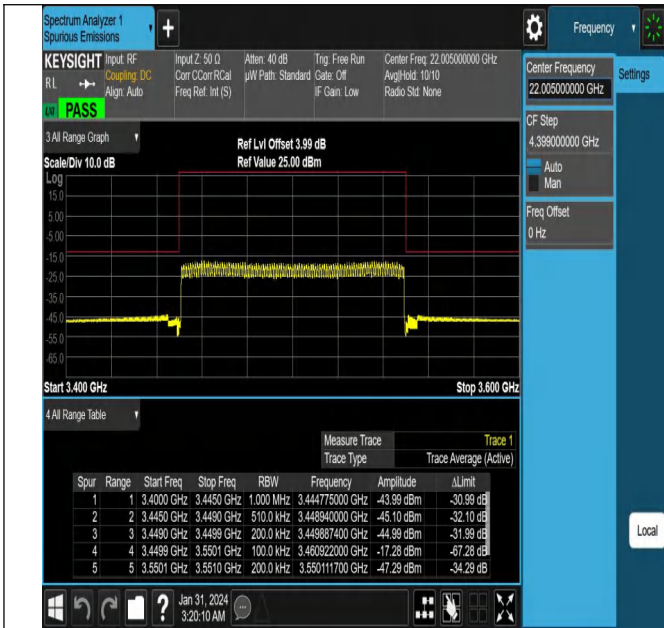 Spectrum Analyzer 1
Spurious Emissions
Frequency
KEYSIGHT
RL
PASS
Input: RF
Coupling: DC
Align: Auto
Input Z: 50 Ω
Corr CCorr RCal
Freq Ref: Int (S)
Atten: 40 dB
µW Path: Standard
Trig: Free Run
Gate: Off
IF Gain: Low
Center Freq: 22.005000000 GHz
Avg|Hold: 10/10
Radio Std: None
Center Frequency
22.005000000 GHz
Settings
CF Step
4.399000000 GHz
Auto
Man
Freq Offset
0 Hz
3 All Range Graph
Scale/Div 10.0 dB
Ref Lvl Offset 3.99 dB
Ref Value 25.00 dBm
Log
15.0
5.00
-5.00
-15.0
-25.0
-35.0
-45.0
-55.0
-65.0
Start 3.400 GHz
Stop 3.600 GHz
4 All Range Table
Measure Trace Trace 1
Trace Type Trace Average (Active)
Spur Range Start Freq Stop Freq RBW Frequency Amplitude ΔLimit
1 1 3.4000 GHz 3.4450 GHz 1.000 MHz 3.444775000 GHz -43.99 dBm -30.99 dB
2 2 3.4450 GHz 3.4490 GHz 510.0 kHz 3.448940000 GHz -45.10 dBm -32.10 dB
3 3 3.4490 GHz 3.4499 GHz 200.0 kHz 3.449887400 GHz -44.99 dBm -31.99 dB
4 4 3.4499 GHz 3.5501 GHz 100.0 kHz 3.460922000 GHz -17.28 dBm -67.28 dB
5 5 3.5501 GHz 3.5510 GHz 200.0 kHz 3.550111700 GHz -47.29 dBm -34.29 dB
Local
Jan 31, 2024
3:20:10 AM